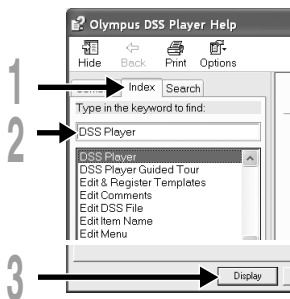 Olympus DSS Player Help
Hide Back Print Options
1
Index Search
Type in the keyword to find:
2
DSS Player
DSS Player
DSS Player Guided Tour
Edit & Register Templates
Edit Comments
Edit DSS File
Edit Item Name
Edit Menu
3
Display